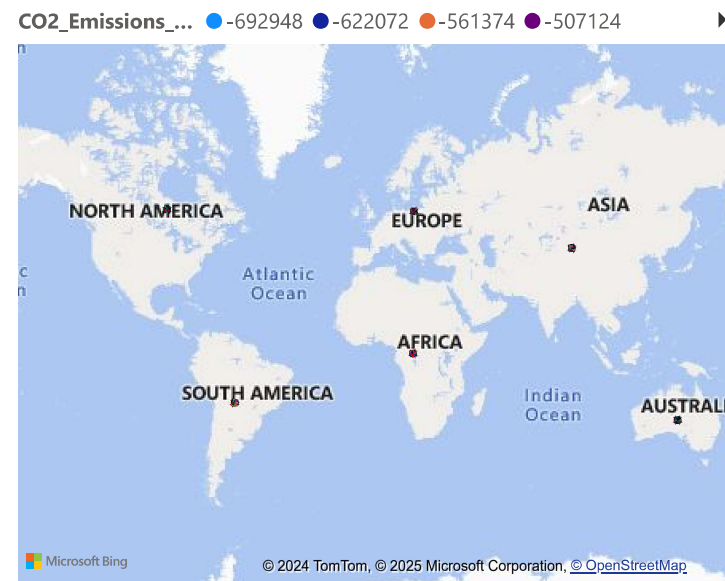 CO2_Emissions_... -692948 -622072 -561374 -507124
n
NORTH AMERICA
EUROPE
ASIA
c
n
Atlantic
Ocean
AFRICA
SOUTH AMERICA
Indian
Ocean
AUSTRALI
Microsoft Bing
© 2024 TomTom, © 2025 Microsoft Corporation, © OpenStreetMap